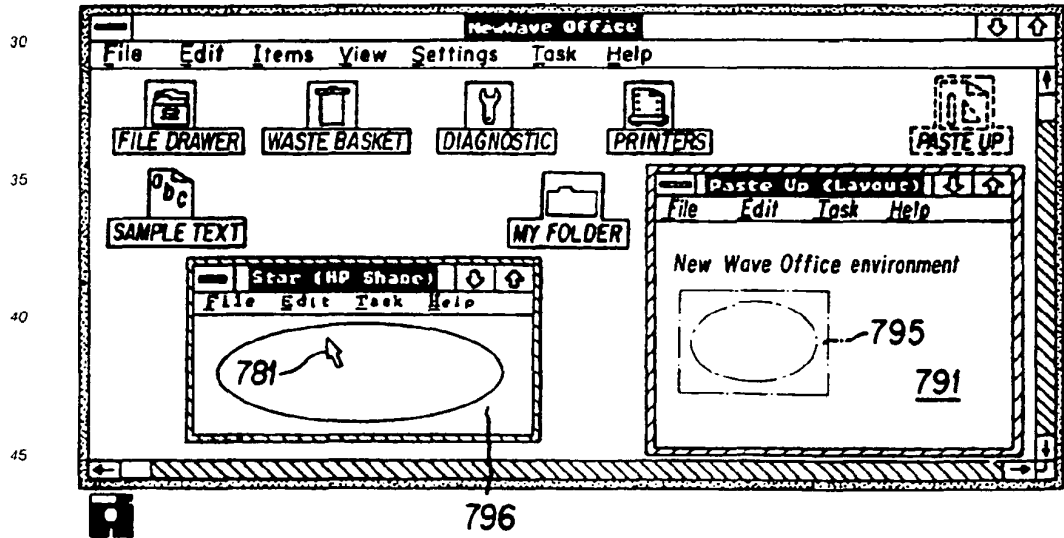 NewWave Office
30
File Edit Items View Settings Task Help
FILE DRAWER WASTE BASKET DIAGNOSTIC PRINTERS PASTE UP
35
abc
SAMPLE TEXT MY FOLDER
Paste Up (Layout)
File Edit Task Help
New Wave Office environment
Star (HP Shape)
File Edit Task Help
40
781
795
791
45
796